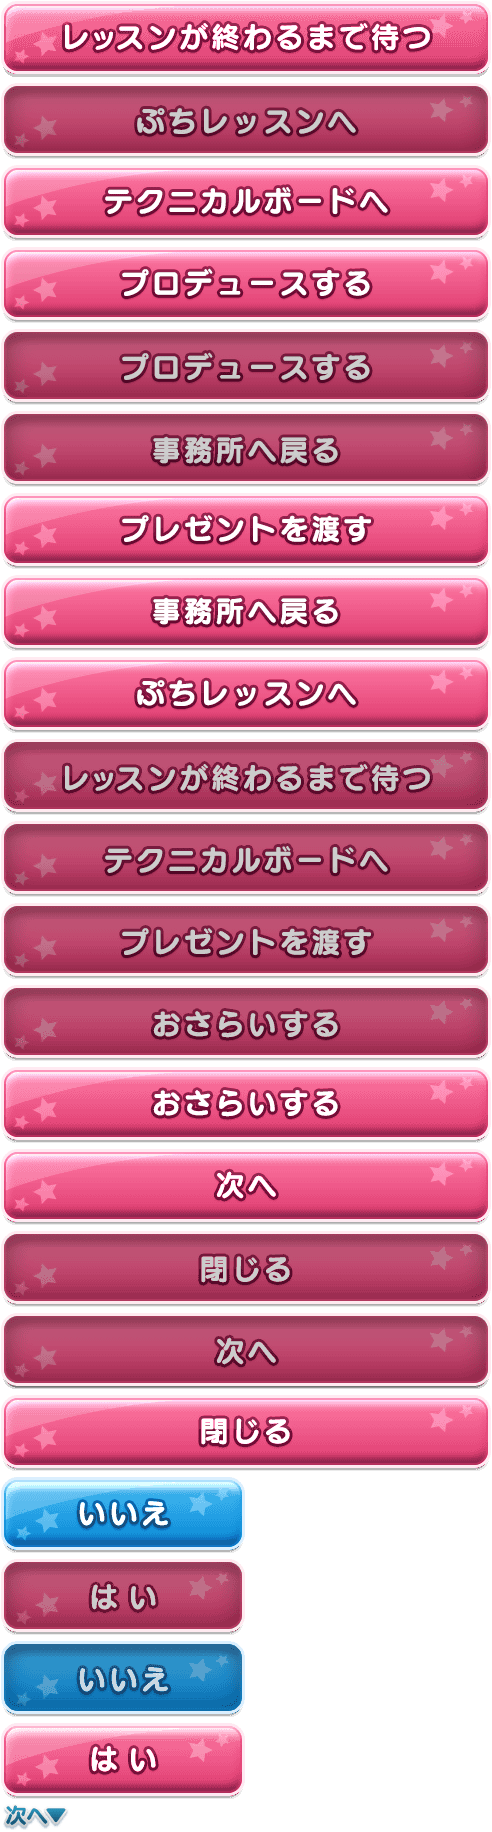 レッスンが終わるまで待つ
ぷちレッスンへ
テクニカルボードへ
プロデュースする
プロデュースする
事務所へ戻る
プレゼントを渡す
事務所へ戻る
ぷちレッスンへ
レッスンが終わるまで待つ
テクニカルボードへ
プレゼントを渡す
おさらいする
おさらいする
次へ
閉じる
次へ
閉じる
いいえ
はい
いいえ
はい
次へ▼